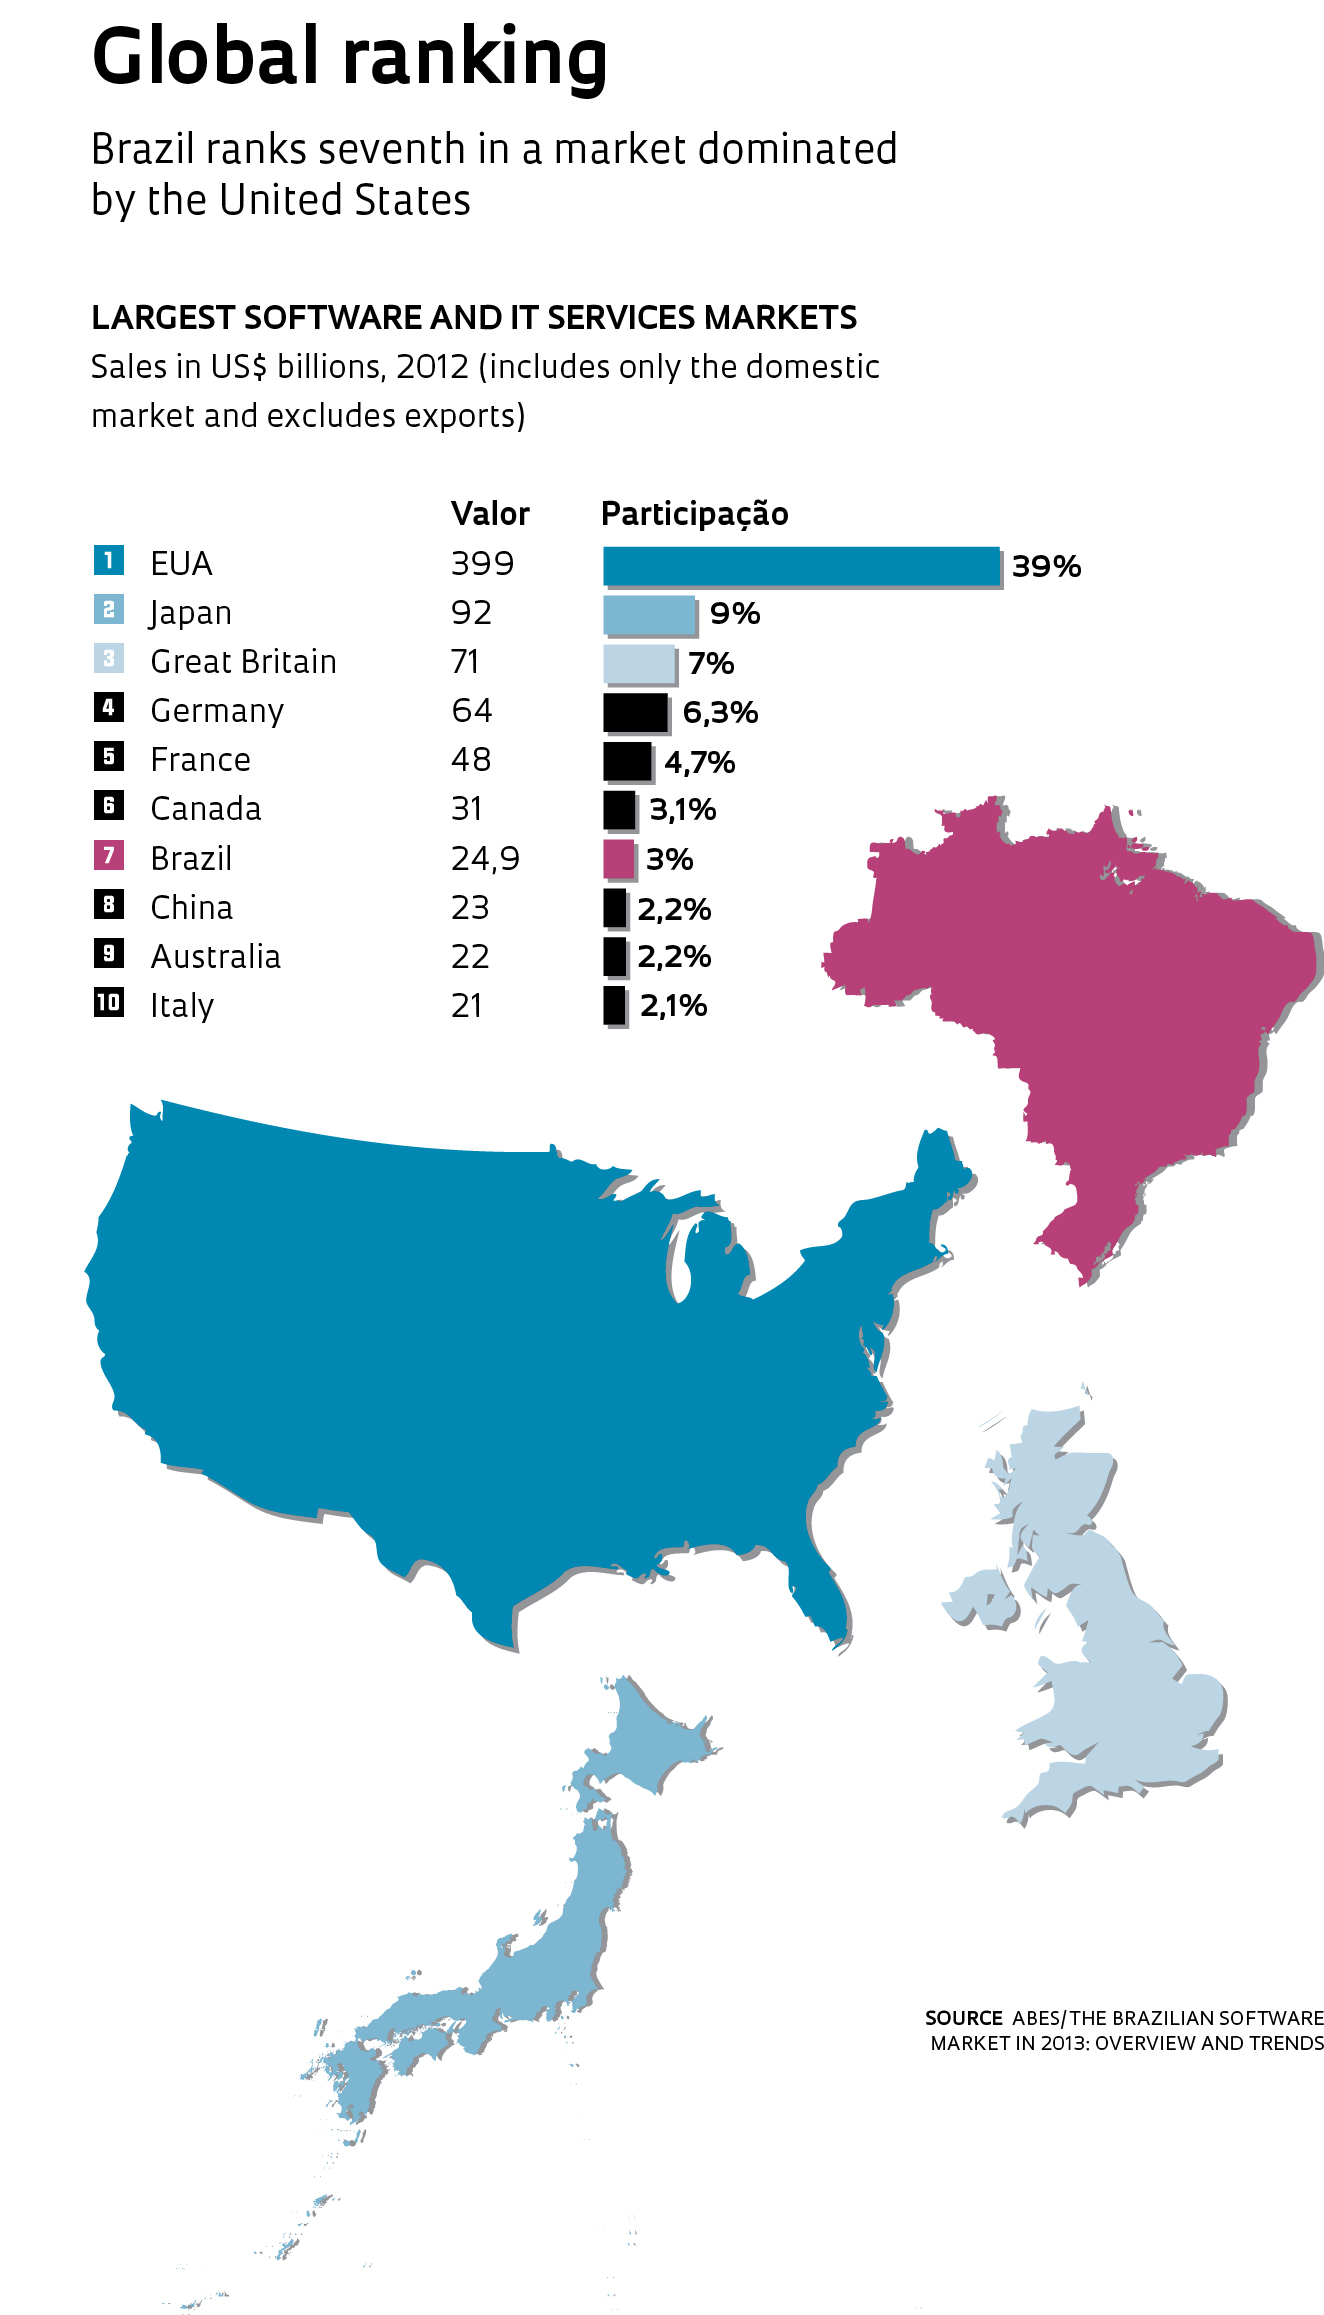 Global ranking
Brazil ranks seventh in a market dominated
by the United States
LARGEST SOFTWARE AND IT SERVICES MARKETS
Sales in US$ billions, 2012 (includes only the domestic
market and excludes exports)
Valor Participação
1 EUA 399 39%
2 Japan 92 9%
3 Great Britain 71 7%
4 Germany 64 6,3%
5 France 48 4,7%
6 Canada 31 3,1%
7 Brazil 24,9 3%
8 China 23 2,2%
9 Australia 22 2,2%
10 Italy 21 2,1%
SOURCE ABES/THE BRAZILIAN SOFTWARE
MARKET IN 2013: OVERVIEW AND TRENDS